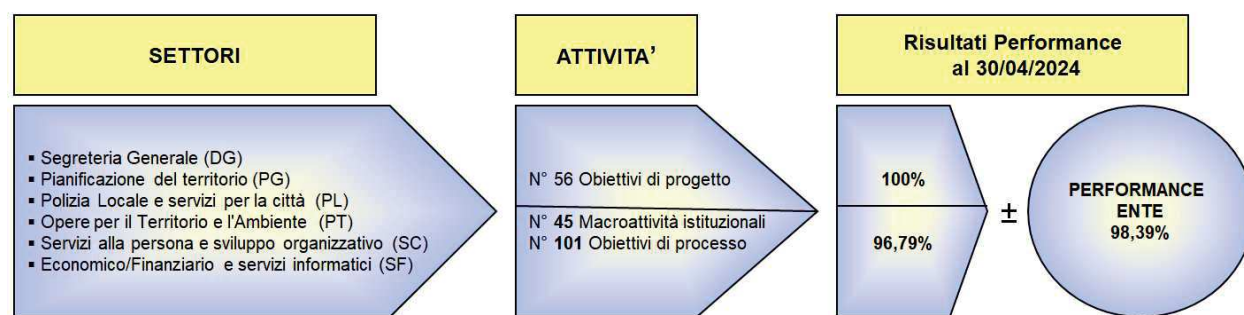 SETTORI
ATTIVITA’
Risultati Performance
al 30/04/2024
▪ Segreteria Generale (DG)
▪ Pianificazione del territorio (PG)
▪ Polizia Locale e servizi per la città (PL)
▪ Opere per il Territorio e l'Ambiente (PT)
▪ Servizi alla persona e sviluppo organizzativo (SC)
▪ Economico/Finanziario e servizi informatici (SF)
N° 56 Obiettivi di progetto
N° 45 Macroattività istituzionali
N° 101 Obiettivi di processo
100%
96,79%
±
PERFORMANCE
ENTE
98,39%